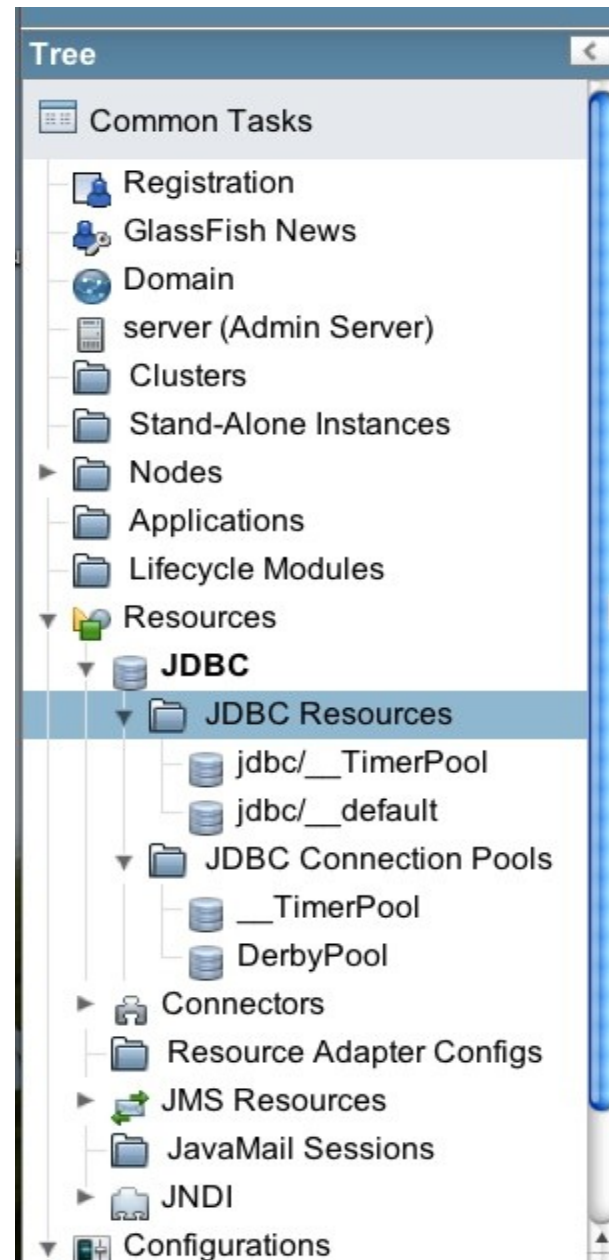 Tree
Common Tasks
Registration
GlassFish News
Domain
server (Admin Server)
Clusters
Stand-Alone Instances
Nodes
Applications
Lifecycle Modules
Resources
JDBC
JDBC Resources
jdbc/__TimerPool
jdbc/__default
JDBC Connection Pools
__TimerPool
DerbyPool
Connectors
Resource Adapter Configs
JMS Resources
JavaMail Sessions
JNDI
Configurations